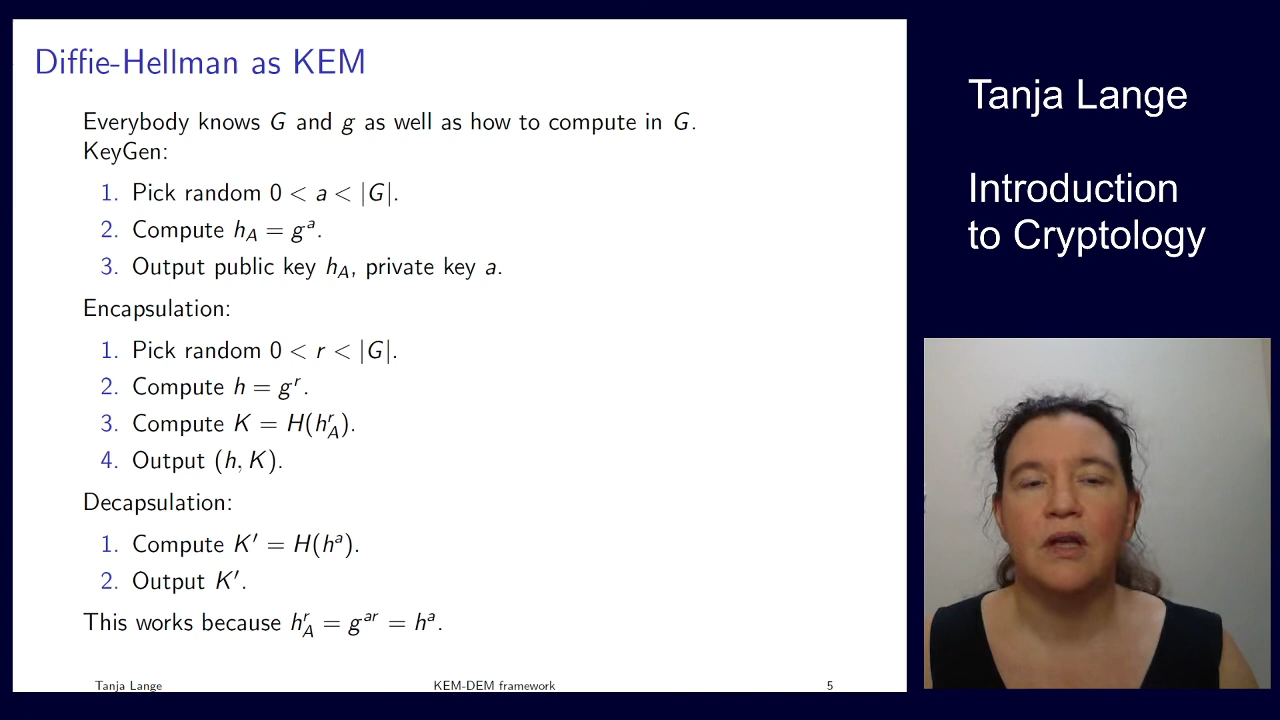 Diffie-Hellman as KEM
Everybody knows G and g as well as how to compute in G.
KeyGen:
1. Pick random 0 < a < |G|.
2. Compute h_A = g^a.
3. Output public key h_A, private key a.
Encapsulation:
1. Pick random 0 < r < |G|.
2. Compute h = g^r.
3. Compute K = H(h_A^r).
4. Output (h, K).
Decapsulation:
1. Compute K′ = H(h^a).
2. Output K′.
This works because h_A^r = g^{ar} = h^a.
Tanja Lange
KEM-DEM framework
5
Tanja Lange
Introduction
to Cryptology